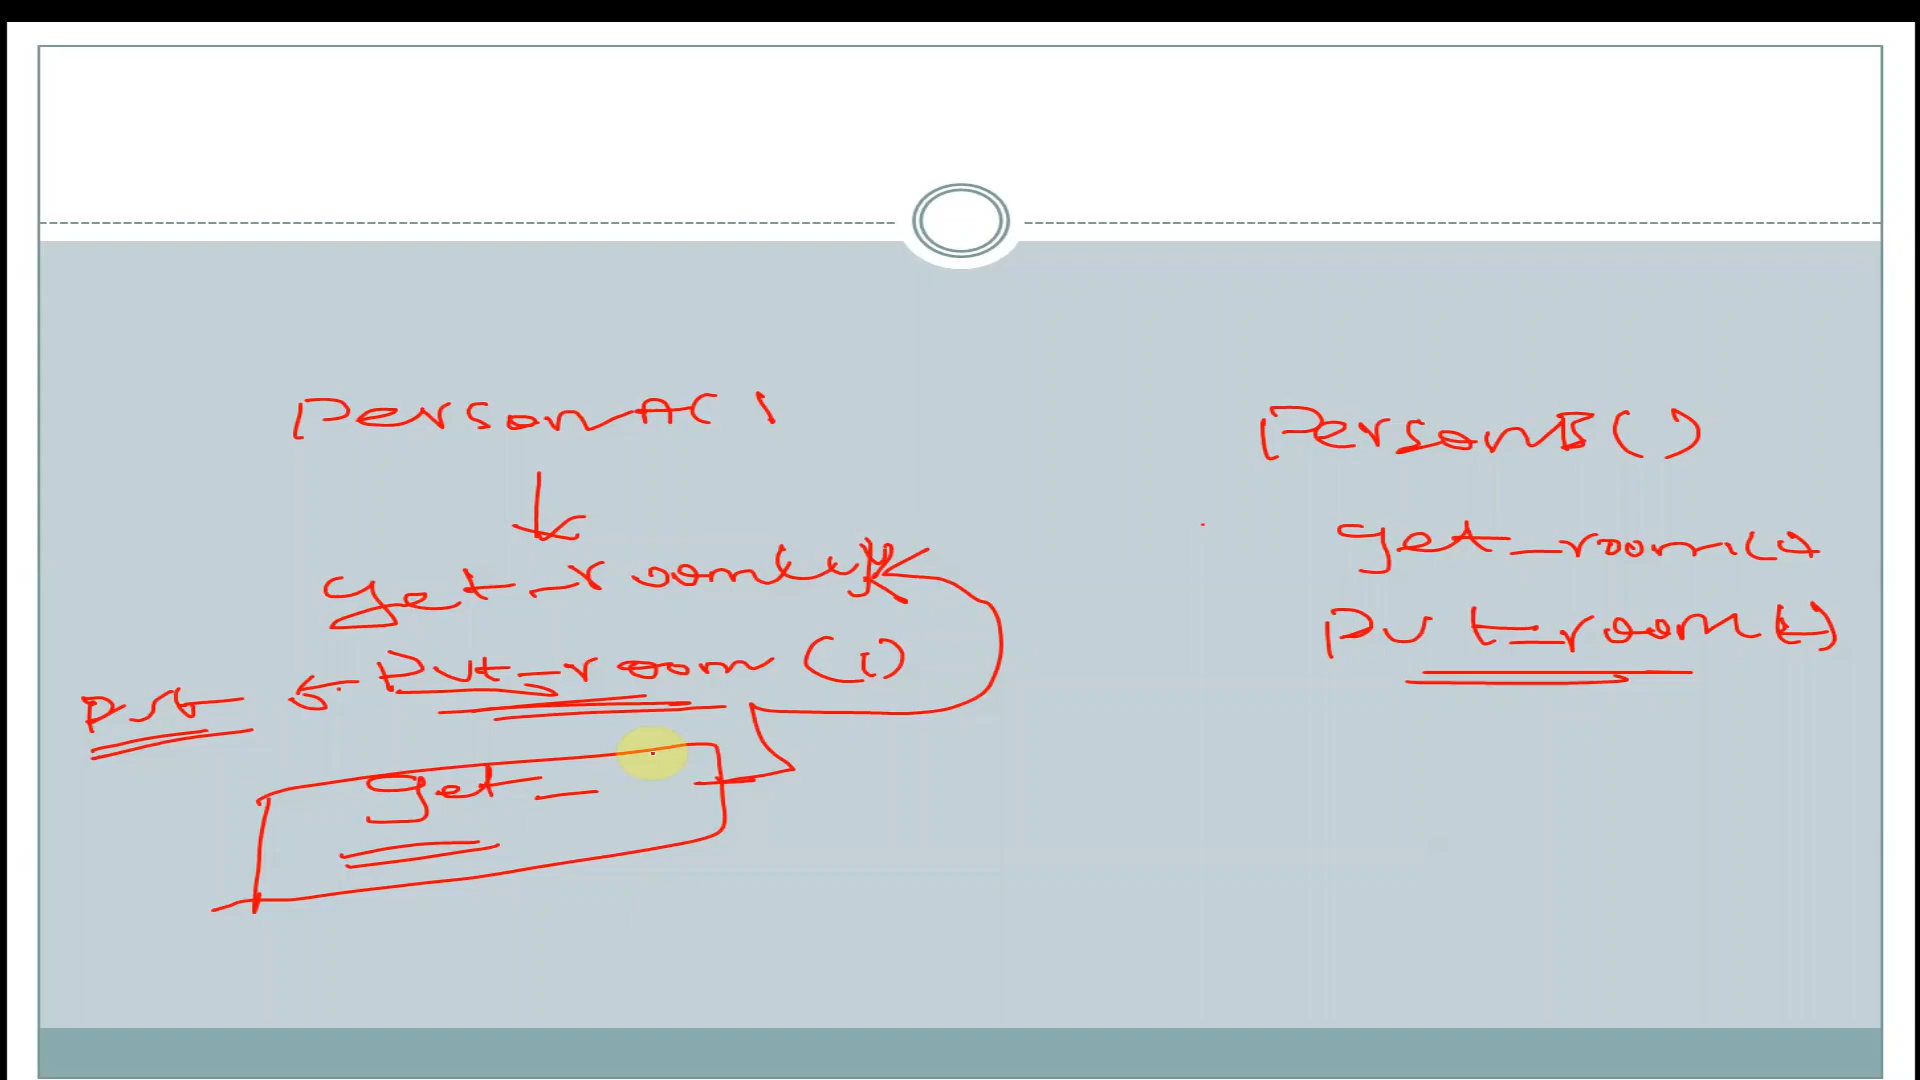 PersonA()
get_room()
put_room(1)
put
get_
PersonB()
get_room()
put_room()